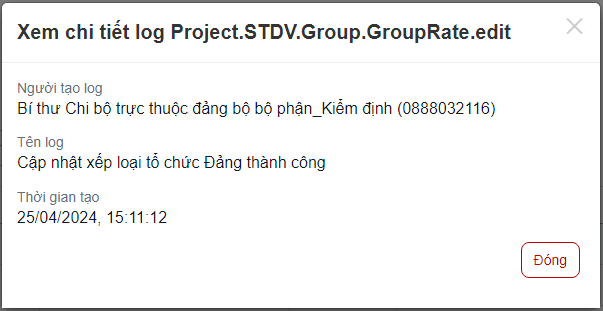 Xem chi tiết log Project.STDV.Group.GroupRate.edit
Người tạo log
Bí thư Chi bộ trực thuộc đảng bộ bộ phận_Kiểm định (0888032116)
Tên log
Cập nhật xếp loại tổ chức Đảng thành công
Thời gian tạo
25/04/2024, 15:11:12
Đóng